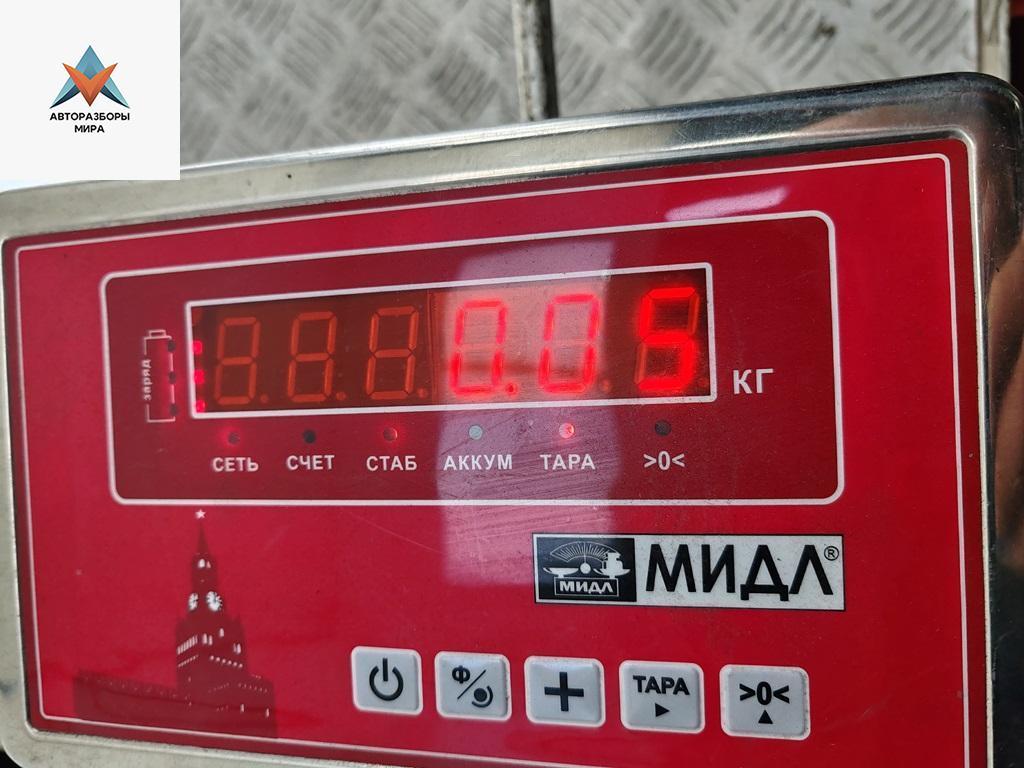 АВТОРАЗБОРЫ
МИРА
заряд
0.05
КГ
СЕТЬ СЧЕТ СТАБ АККУМ ТАРА >0<
МИДЛ МИДЛ®
Ф/ + ТАРА >0<